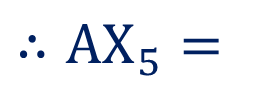 ∴ AX₅ =